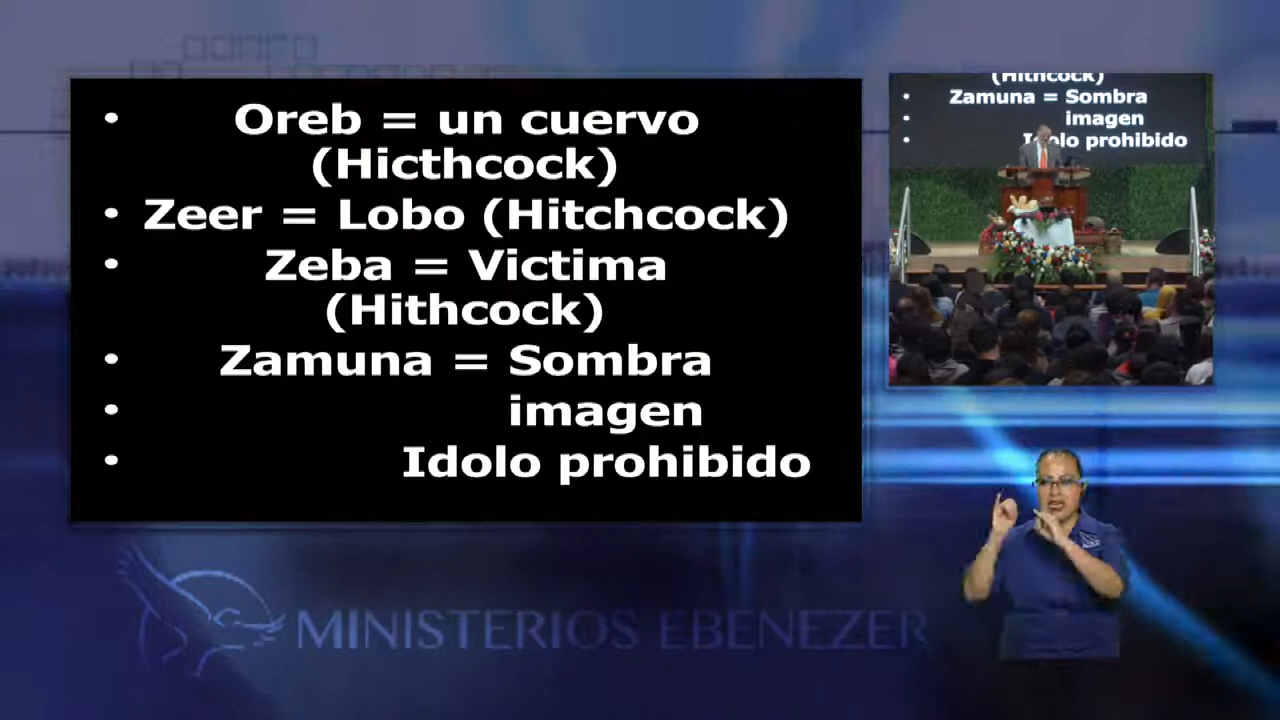 • Oreb = un cuervo
(Hicthcock)
• Zeer = Lobo (Hitchcock)
• Zeba = Victima
(Hithcock)
• Zamuna = Sombra
• imagen
• Idolo prohibido
(Hithcock)
• Zamuna = Sombra
• imagen
• Idolo prohibido
MINISTERIOS EBENEZER